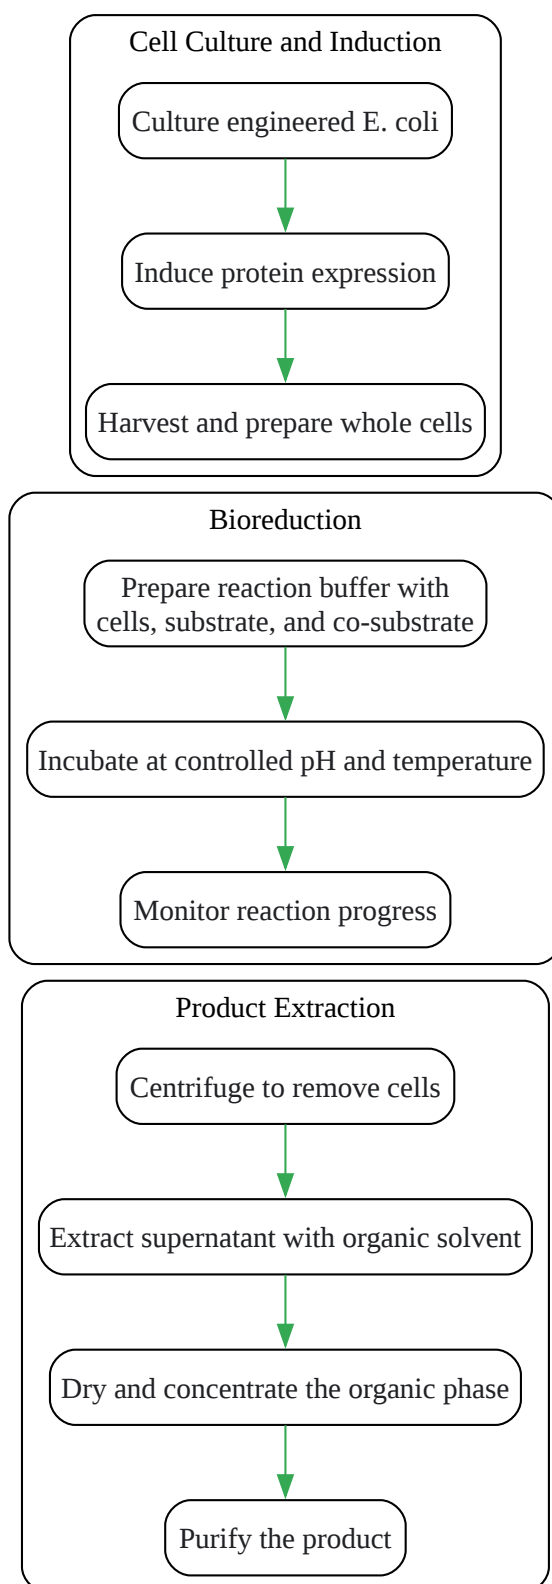 Cell Culture and Induction
Culture engineered E. coli
Induce protein expression
Harvest and prepare whole cells
Bioreduction
Prepare reaction buffer with
cells, substrate, and co-substrate
Incubate at controlled pH and temperature
Monitor reaction progress
Product Extraction
Centrifuge to remove cells
Extract supernatant with organic solvent
Dry and concentrate the organic phase
Purify the product